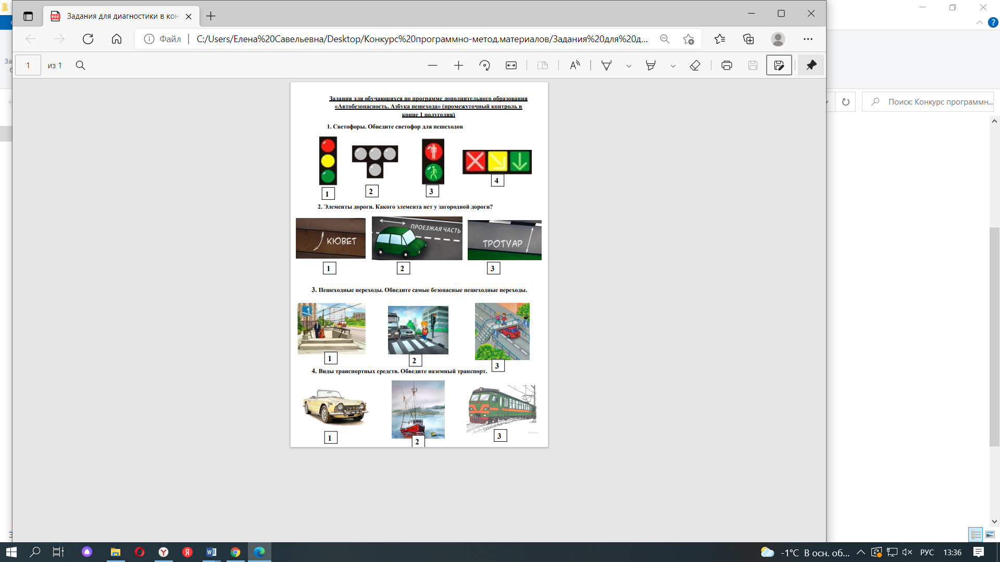 Задания для диагностики в кон
Файл
C:/Users/Елена%20Савельевна/Desktop/Конкурс%20программно-метод.материалов/Задания%20для%20д...
1 из 1
Поиск: Конкурс программн...
Задания для обучающихся по программе дополнительного образования
«Автобезопасность. Азбука пешехода» (промежуточный контроль в
конце 1 полугодия)
1. Светофоры. Обведите светофор для пешеходов
1
2
3
4
2. Элементы дороги. Какого элемента нет у загородной дороги?
КЮВЕТ
ПРОЕЗЖАЯ ЧАСТЬ
ТРОТУАР
1
2
3
3. Пешеходные переходы. Обведите самые безопасные пешеходные переходы.
1
2
3
4. Виды транспортных средств. Обведите наземный транспорт.
1
2
3
-1°C В осн. об...
РУС
13:36